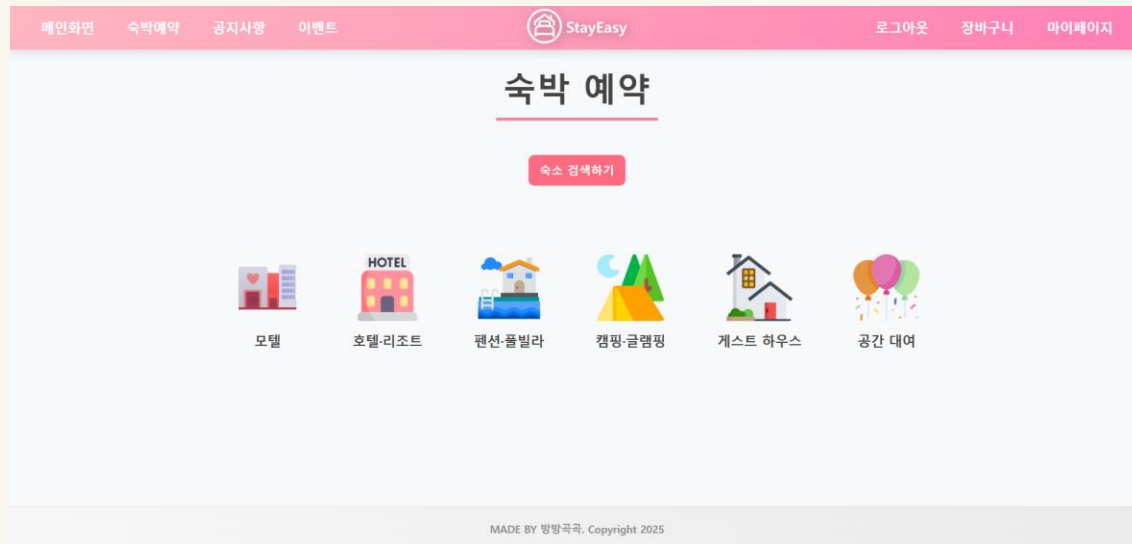 메인화면 숙박예약 공지사항 이벤트 StayEasy 로그아웃 장바구니 마이페이지
숙박 예약
숙소 검색하기
HOTEL
모텔 호텔·리조트 펜션·풀빌라 캠핑·글램핑 게스트 하우스 공간 대여
MADE BY 방방곡곡. Copyright 2025